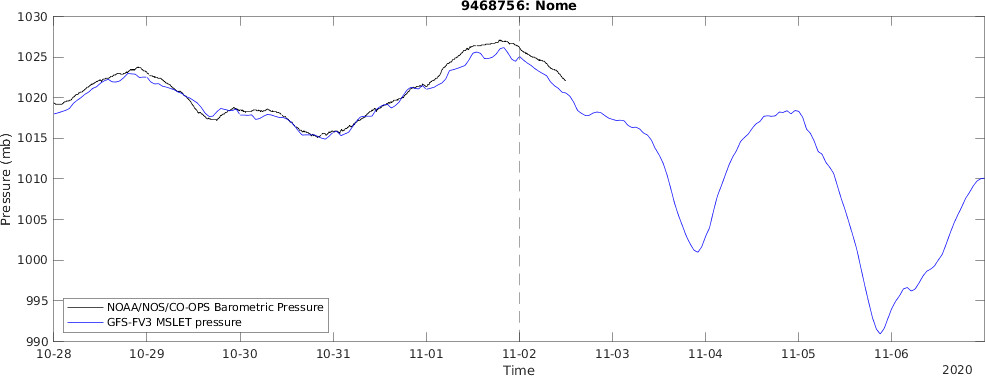 9468756: Nome
1030
1025
1020
1015
1010
1005
1000
995
990
Pressure (mb)
NOAA/NOS/CO-OPS Barometric Pressure
GFS-FV3 MSLET pressure
10-28 10-29 10-30 10-31 11-01 11-02 11-03 11-04 11-05 11-06
Time
2020